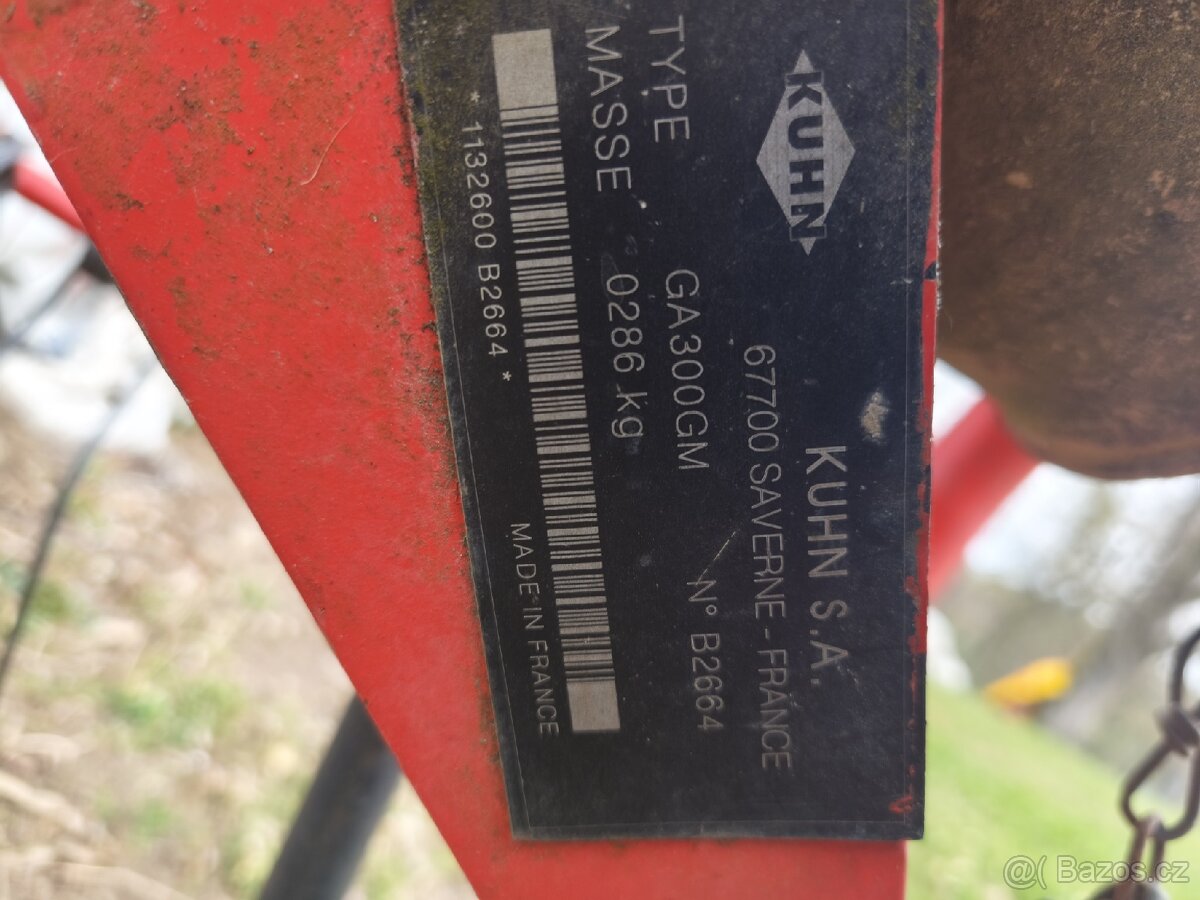 KUHN
KUHN S.A.
67700 SAVERNE - FRANCE
TYPE GA300GM N° B2664
MASSE 0286 kg
* 1132600 B2664 *
MADE IN FRANCE
@( Bazos.cz